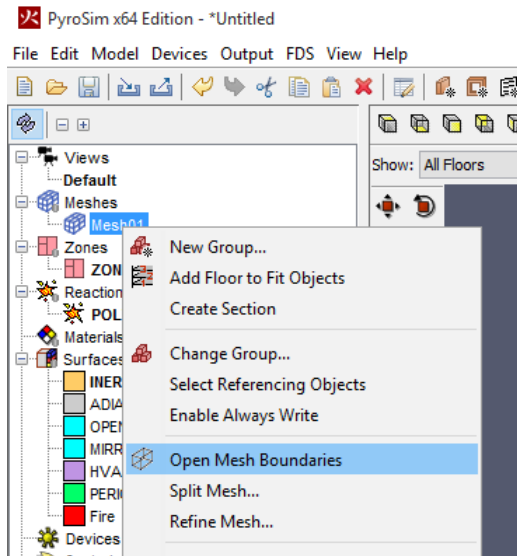 PyroSim x64 Edition - *Untitled
File Edit Model Devices Output FDS View Help
Show: All Floors
Views
Default
Meshes
Mesh01
Zones
ZON
Reaction
POL
Materials
Surfaces
INER
ADIA
OPEN
MIRR
HVA
PERI
Fire
Devices
New Group...
Add Floor to Fit Objects
Create Section
Change Group...
Select Referencing Objects
Enable Always Write
Open Mesh Boundaries
Split Mesh...
Refine Mesh...